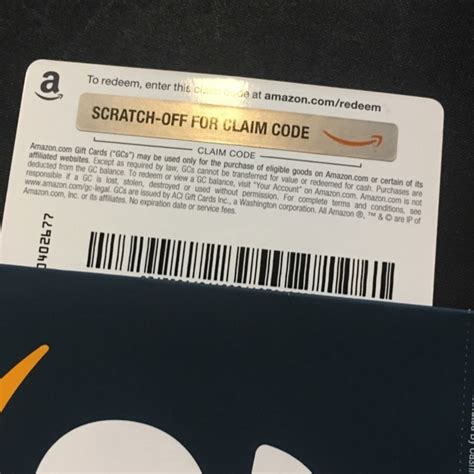 a
To redeem, enter this claim code at amazon.com/redeem
SCRATCH-OFF FOR CLAIM CODE
CLAIM CODE
Amazon.com Gift Cards ("GCs") may be used only for the purchase of eligible goods on Amazon.com or certain of its
affiliated websites. Except as required by law, GCs cannot be transferred for value or redeemed for cash. Purchases are
deducted from the GC balance. To redeem or view a GC balance, visit "Your Account" on Amazon.com. Amazon.com is not
responsible if a GC is lost, stolen, destroyed or used without permission. For complete terms and conditions, see
www.amazon.com/gc-legal. GCs are issued by ACI Gift Cards Inc., a Washington corporation. All Amazon ®, ™ & © are IP of
Amazon.com, Inc. or its affiliates. No expiration date or service fees.
0402677